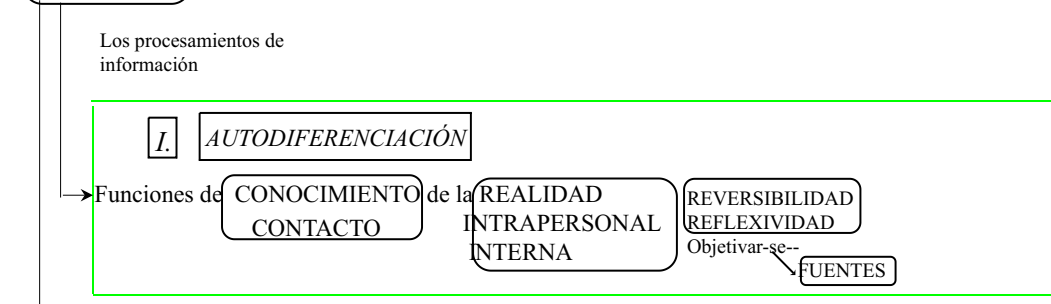 Los procesamientos de
información
I. AUTODIFERENCIACIÓN
Funciones de CONOCIMIENTO de la REALIDAD REVERSIBILIDAD
CONTACTO INTRAPERSONAL REFLEXIVIDAD
INTERNA Objetivar-se--
FUENTES